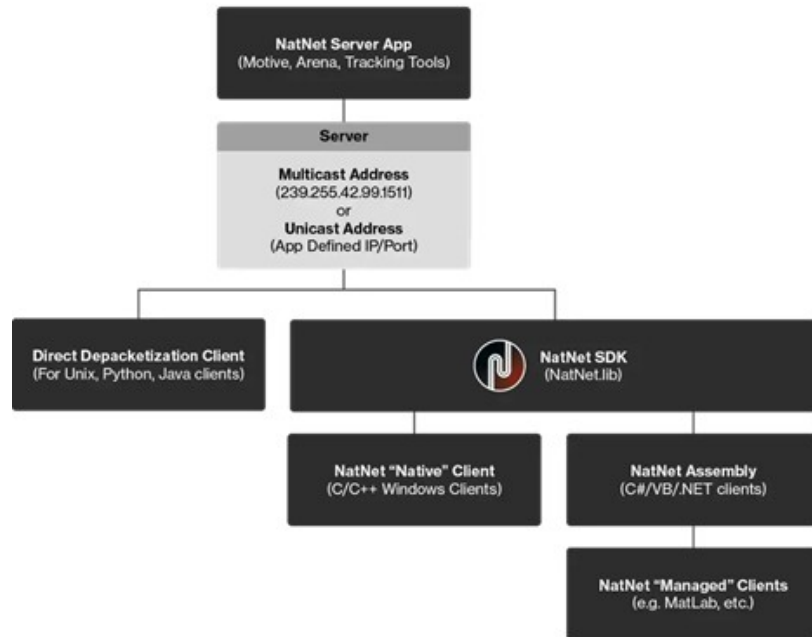 NatNet Server App
(Motive, Arena, Tracking Tools)
Server
Multicast Address
(239.255.42.99.1511)
or
Unicast Address
(App Defined IP/Port)
Direct Depacketization Client
(For Unix, Python, Java clients)
NatNet SDK
(NatNet.lib)
NatNet “Native” Client
(C/C++ Windows Clients)
NatNet Assembly
(C#/VB/.NET clients)
NatNet “Managed” Clients
(e.g. MatLab, etc.)